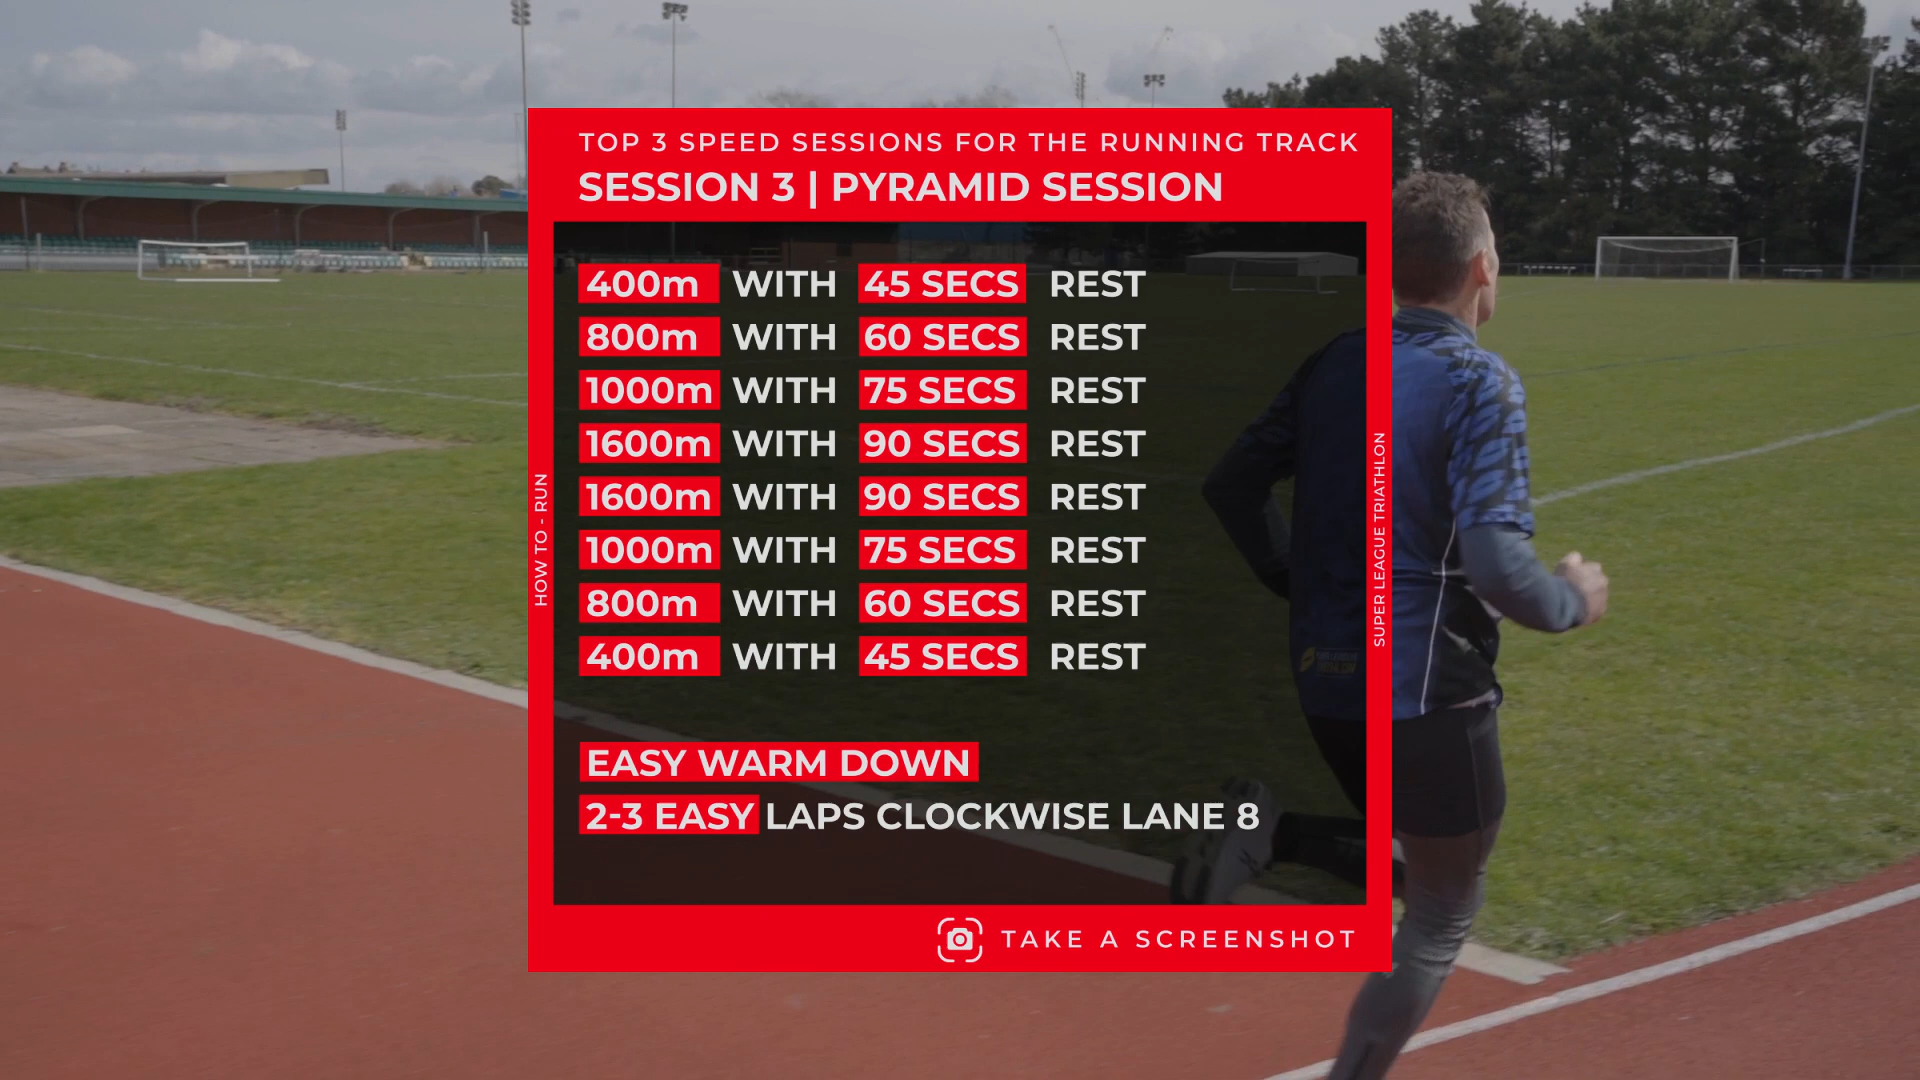 TOP 3 SPEED SESSIONS FOR THE RUNNING TRACK
SESSION 3 | PYRAMID SESSION
400m WITH 45 SECS REST
800m WITH 60 SECS REST
1000m WITH 75 SECS REST
1600m WITH 90 SECS REST
1600m WITH 90 SECS REST
1000m WITH 75 SECS REST
800m WITH 60 SECS REST
400m WITH 45 SECS REST
EASY WARM DOWN
2-3 EASY LAPS CLOCKWISE LANE 8
HOW TO - RUN
SUPER LEAGUE TRIATHLON
TAKE A SCREENSHOT